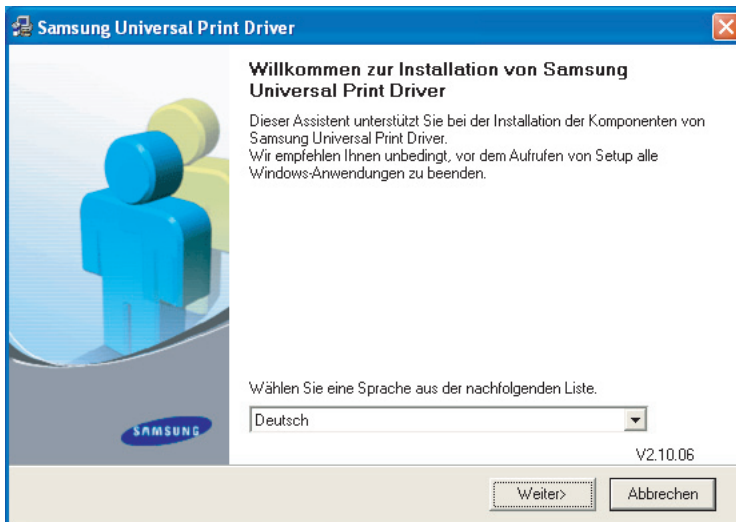 Samsung Universal Print Driver
Willkommen zur Installation von Samsung
Universal Print Driver
Dieser Assistent unterstützt Sie bei der Installation der Komponenten von
Samsung Universal Print Driver.
Wir empfehlen Ihnen unbedingt, vor dem Aufrufen von Setup alle
Windows-Anwendungen zu beenden.
Wählen Sie eine Sprache aus der nachfolgenden Liste.
Deutsch
SAMSUNG
V2.10.06
Weiter>
Abbrechen